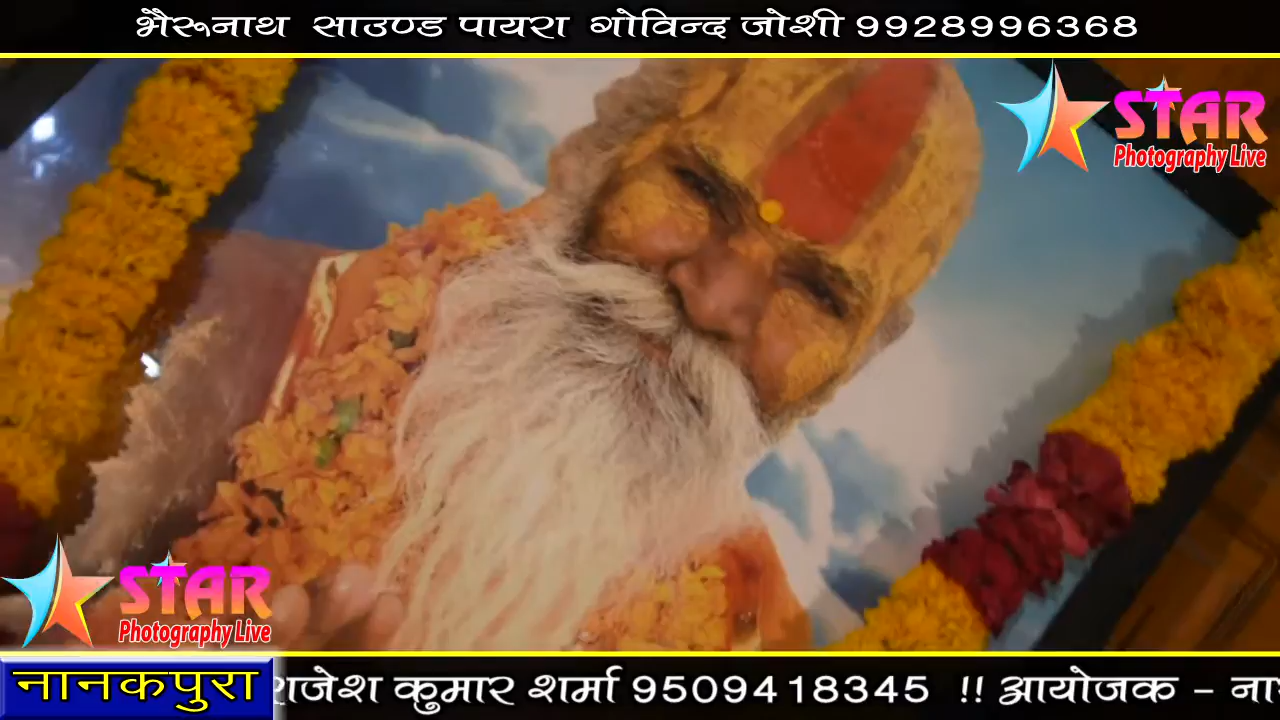 भैरूनाथ साउण्ड पायरा गोविन्द जोशी 9928996368
STAR
Photography Live
STAR
Photography Live
नानकपुरा
राजेश कुमार शर्मा 9509418345 !! आयोजक -